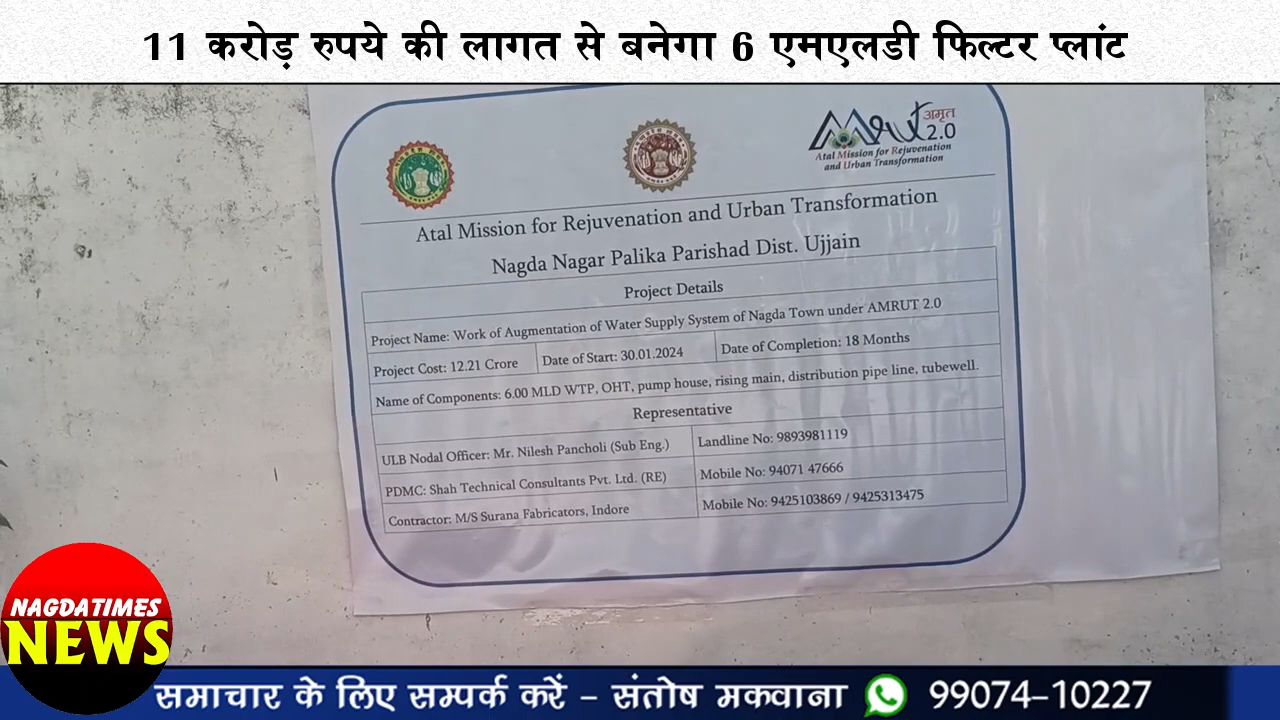 11 करोड़ रुपये की लागत से बनेगा 6 एमएलडी फिल्टर प्लांट
अमृत
AMRUT 2.0
Atal Mission for Rejuvenation
and Urban Transformation
Atal Mission for Rejuvenation and Urban Transformation
Nagda Nagar Palika Parishad Dist. Ujjain
Project Details
Project Name: Work of Augmentation of Water Supply System of Nagda Town under AMRUT 2.0
Project Cost: 12.21 Crore Date of Start: 30.01.2024 Date of Completion: 18 Months
Name of Components: 6.00 MLD WTP, OHT, pump house, rising main, distribution pipe line, tubewell.
Representative
ULB Nodal Officer: Mr. Nilesh Pancholi (Sub Eng.) Landline No: 9893981119
PDMC: Shah Technical Consultants Pvt. Ltd. (RE) Mobile No: 94071 47666
Contractor: M/S Surana Fabricators, Indore Mobile No: 9425103869 / 9425313475
NAGDATIMES
NEWS
समाचार के लिए सम्पर्क करें – संतोष मकवाना 99074–10227